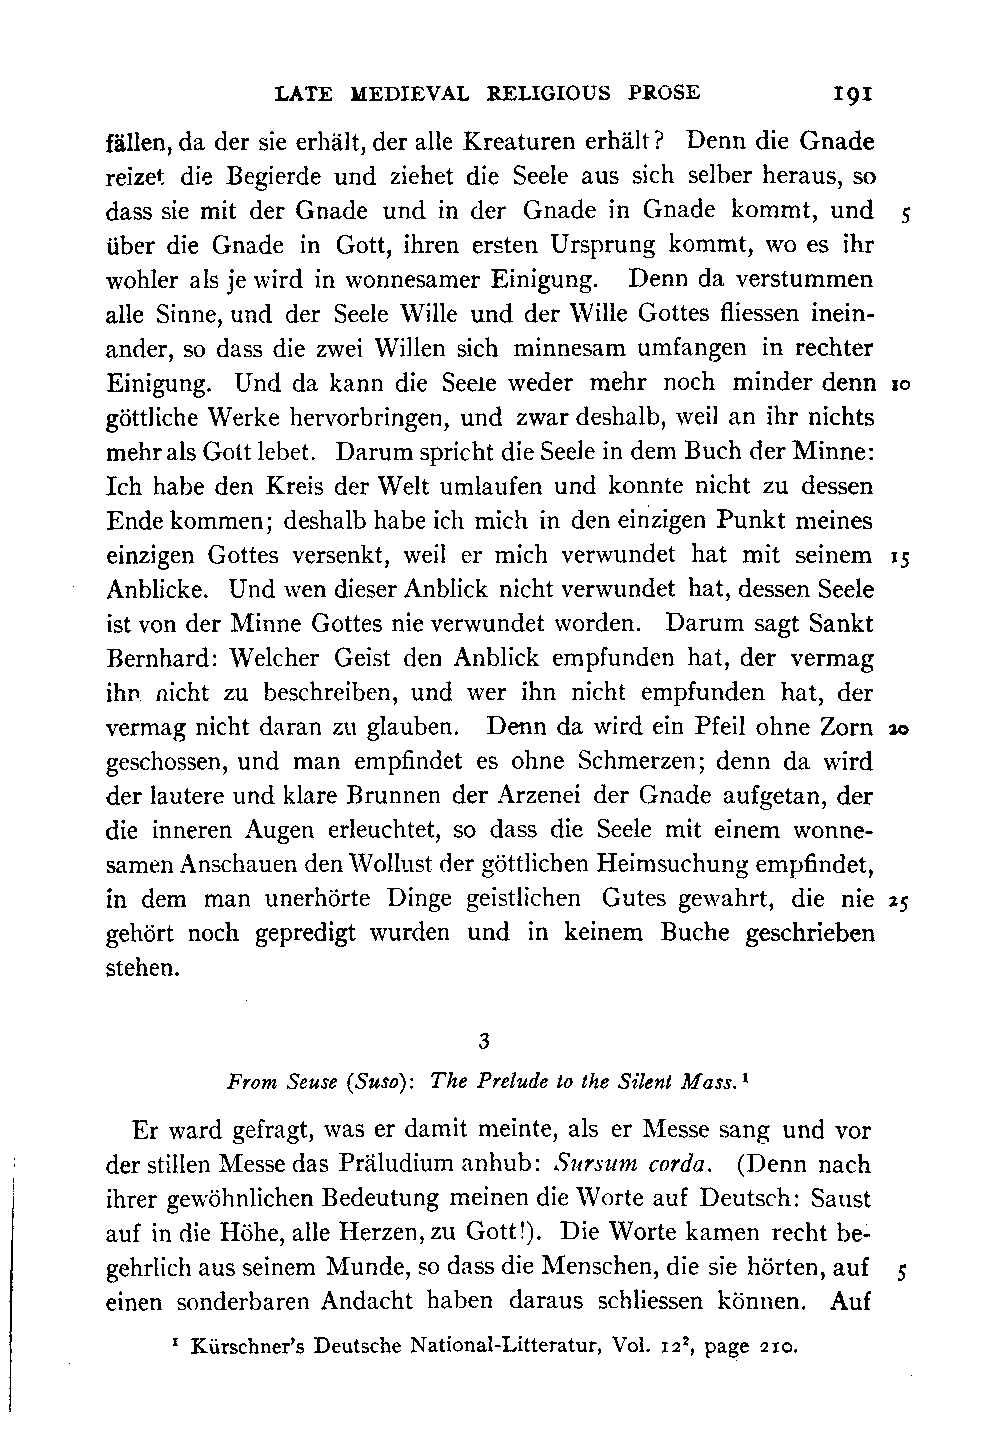 LATE MEDIEVAL RELIGIOUS PROSE 191
fällen, da der sie erhält, der alle Kreaturen erhält? Denn die Gnade
reizet die Begierde und ziehet die Seele aus sich selber heraus, so
dass sie mit der Gnade und in der Gnade in Gnade kommt, und 5
über die Gnade in Gott, ihren ersten Ursprung kommt, wo es ihr
wohler als je wird in wonnesamer Einigung. Denn da verstummen
alle Sinne, und der Seele Wille und der Wille Gottes fliessen inein-
ander, so dass die zwei Willen sich minnesam umfangen in rechter
Einigung. Und da kann die Seele weder mehr noch minder denn 10
göttliche Werke hervorbringen, und zwar deshalb, weil an ihr nichts
mehr als Gott lebet. Darum spricht die Seele in dem Buch der Minne:
Ich habe den Kreis der Welt umlaufen und konnte nicht zu dessen
Ende kommen; deshalb habe ich mich in den einzigen Punkt meines
einzigen Gottes versenkt, weil er mich verwundet hat mit seinem 15
Anblicke. Und wen dieser Anblick nicht verwundet hat, dessen Seele
ist von der Minne Gottes nie verwundet worden. Darum sagt Sankt
Bernhard: Welcher Geist den Anblick empfunden hat, der vermag
ihn nicht zu beschreiben, und wer ihn nicht empfunden hat, der
vermag nicht daran zu glauben. Denn da wird ein Pfeil ohne Zorn 20
geschossen, und man empfindet es ohne Schmerzen; denn da wird
der lautere und klare Brunnen der Arzenei der Gnade aufgetan, der
die inneren Augen erleuchtet, so dass die Seele mit einem wonne-
samen Anschauen den Wollust der göttlichen Heimsuchung empfindet,
in dem man unerhörte Dinge geistlichen Gutes gewahrt, die nie 25
gehört noch gepredigt wurden und in keinem Buche geschrieben
stehen.
3
From Seuse (Suso): The Prelude to the Silent Mass.¹
Er ward gefragt, was er damit meinte, als er Messe sang und vor
der stillen Messe das Präludium anhub: Sursum corda. (Denn nach
ihrer gewöhnlichen Bedeutung meinen die Worte auf Deutsch: Saust
auf in die Höhe, alle Herzen, zu Gott!). Die Worte kamen recht be-
gehrlich aus seinem Munde, so dass die Menschen, die sie hörten, auf 5
einen sonderbaren Andacht haben daraus schliessen können. Auf
¹ Kürschner's Deutsche National-Litteratur, Vol. 12², page 210.